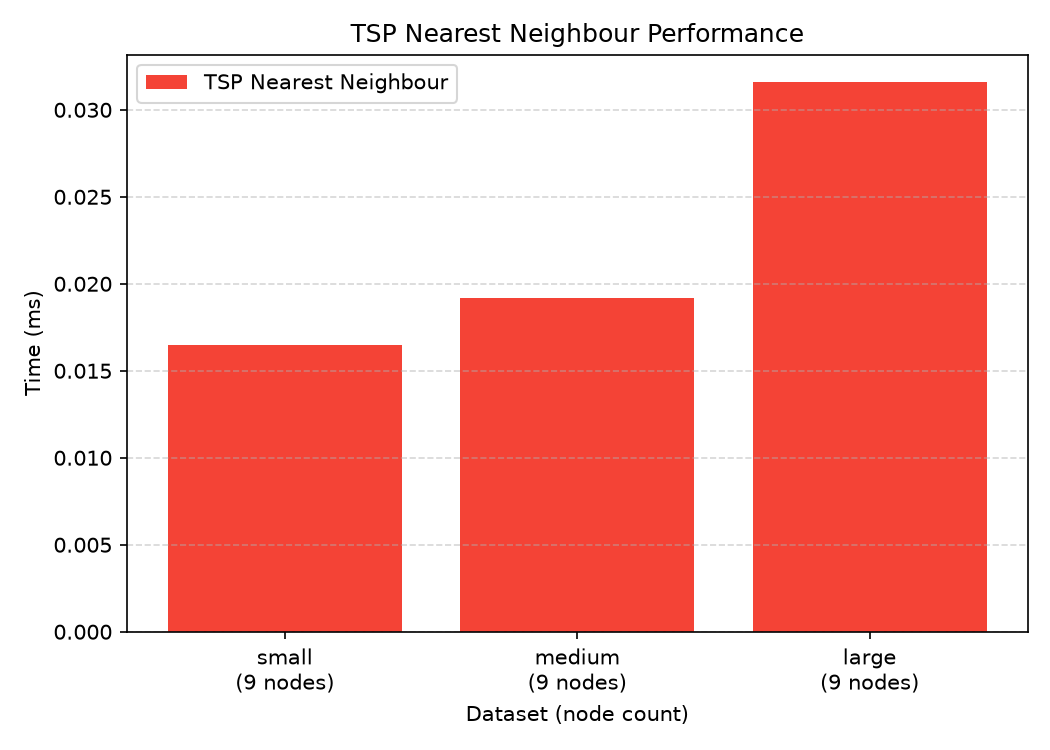 TSP Nearest Neighbour Performance
TSP Nearest Neighbour
0.030
0.025
0.020
0.015
0.010
0.005
0.000
Time (ms)
small
(9 nodes)
medium
(9 nodes)
large
(9 nodes)
Dataset (node count)